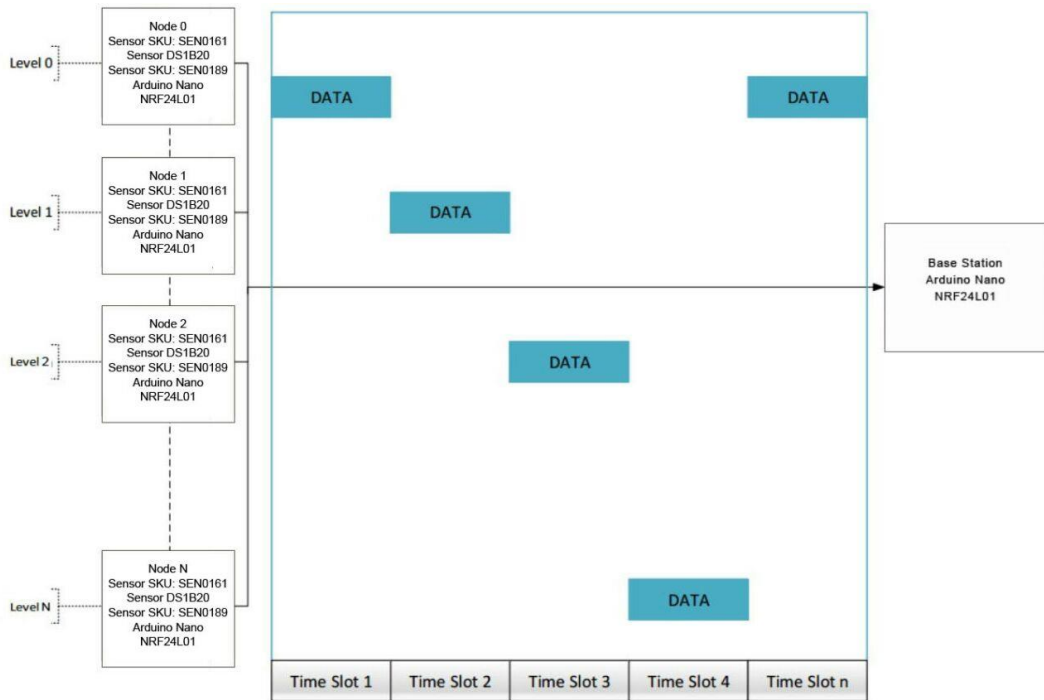 Level 0
Node 0
Sensor SKU: SEN0161
Sensor DS1B20
Sensor SKU: SEN0189
Arduino Nano
NRF24L01
DATA
DATA
Level 1
Node 1
Sensor SKU: SEN0161
Sensor DS1B20
Sensor SKU: SEN0189
Arduino Nano
NRF24L01
DATA
Base Station
Arduino Nano
NRF24L01
Level 2
Node 2
Sensor SKU: SEN0161
Sensor DS1B20
Sensor SKU: SEN0189
Arduino Nano
NRF24L01
DATA
Level N
Node N
Sensor SKU: SEN0161
Sensor DS1B20
Sensor SKU: SEN0189
Arduino Nano
NRF24L01
DATA
Time Slot 1
Time Slot 2
Time Slot 3
Time Slot 4
Time Slot n